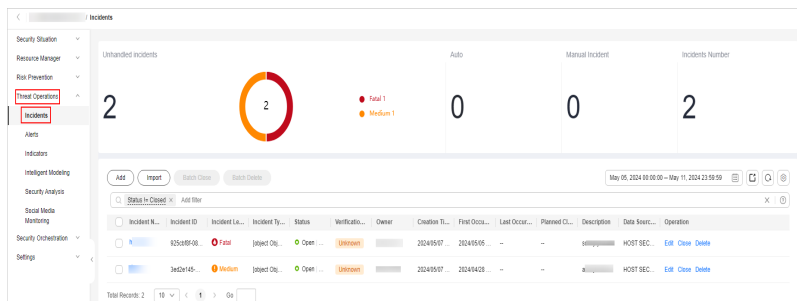 / Incidents
Security Situation
Resource Manager
Risk Prevention
Threat Operations
Incidents
Alerts
Indicators
Intelligent Modeling
Security Analysis
Social Media
Monitoring
Security Orchestration
Settings
Unhandled incidents
Auto
Manual Incident
Incidents Number
2
2
Fatal 1
Medium 1
0
0
2
Add
Import
Batch Close
Batch Delete
May 05, 2024 00:00:00 – May 11, 2024 23:59:59
Status != Closed × Add filter
Incident N... Incident ID Incident Le... Incident Ty... Status Verificatio... Owner Creation Ti... First Occu... Last Occur... Planned Cl... Description Data Sourc... Operation
925cbf8f-08... Fatal [object Obj... Open Unknown 2024/05/07 ... 2024/05/05 ... -- -- HOST SEC... Edit Close Delete
3ed2e145-... Medium [object Obj... Open Unknown 2024/05/07 ... 2024/04/28 ... -- -- HOST SEC... Edit Close Delete
Total Records: 2 10 < 1 > Go